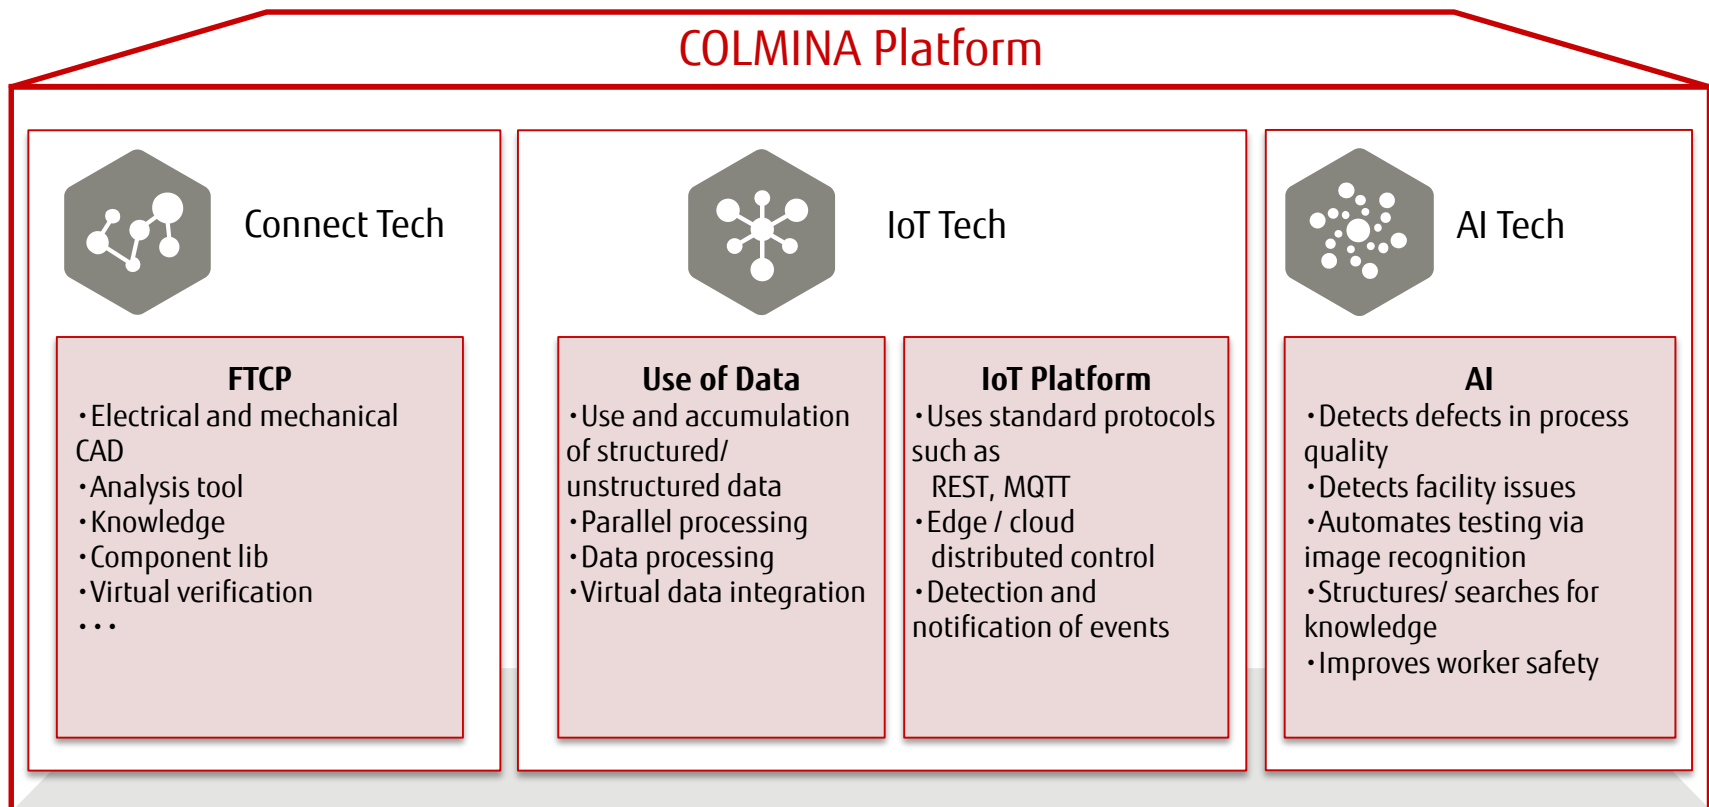 COLMINA Platform
Connect Tech
FTCP
・Electrical and mechanical
CAD
・Analysis tool
・Knowledge
・Component lib
・Virtual verification
・・・
IoT Tech
Use of Data
・Use and accumulation
of structured/
unstructured data
・Parallel processing
・Data processing
・Virtual data integration
IoT Platform
・Uses standard protocols
such as
REST, MQTT
・Edge / cloud
distributed control
・Detection and
notification of events
AI Tech
AI
・Detects defects in process
quality
・Detects facility issues
・Automates testing via
image recognition
・Structures/ searches for
knowledge
・Improves worker safety